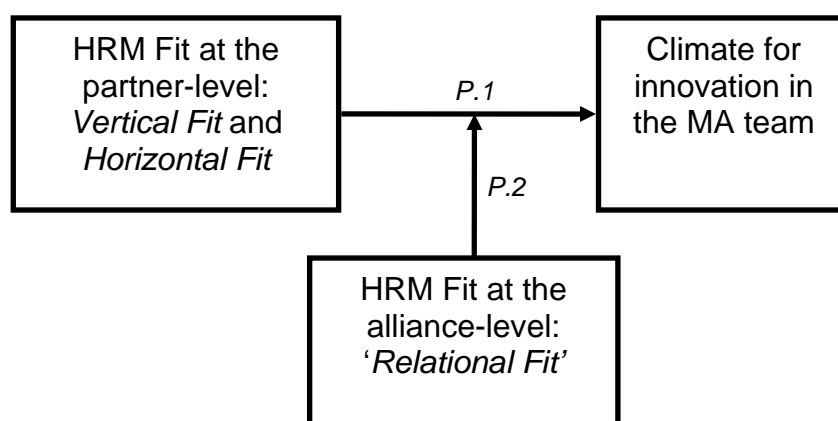 HRM Fit at the
partner-level:
Vertical Fit and
Horizontal Fit
P.1
Climate for
innovation in
the MA team
P.2
HRM Fit at the
alliance-level:
‘Relational Fit’